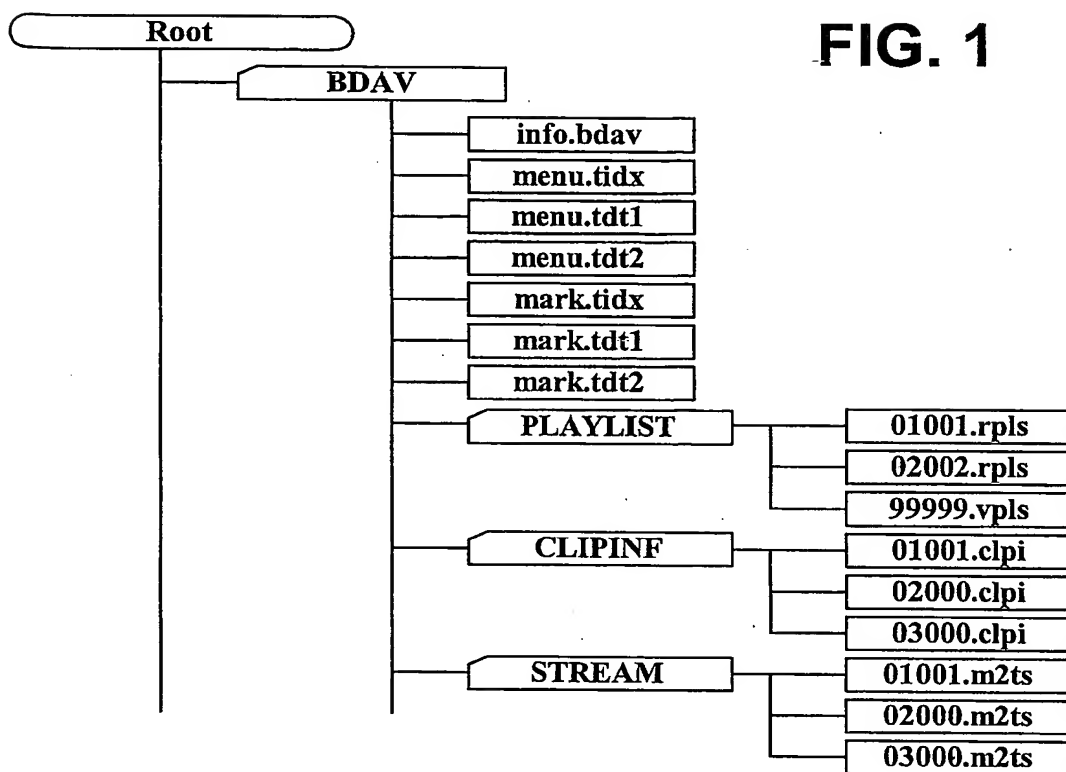 Root
FIG. 1
BDAV
info.bdav
menu.tidx
menu.tdt1
menu.tdt2
mark.tidx
mark.tdt1
mark.tdt2
PLAYLIST
01001.rpls
02002.rpls
99999.vpls
CLIPINF
01001.clpi
02000.clpi
03000.clpi
STREAM
01001.m2ts
02000.m2ts
03000.m2ts